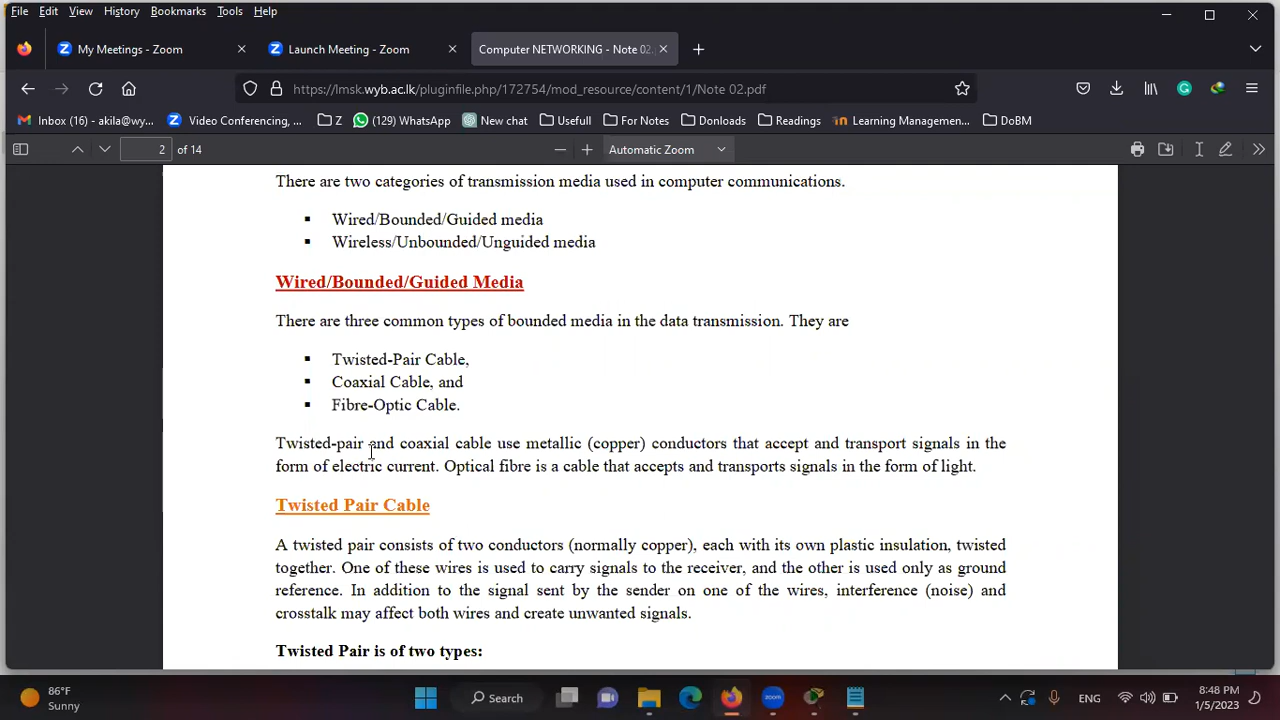 File Edit View History Bookmarks Tools Help
My Meetings - Zoom
Launch Meeting - Zoom
Computer NETWORKING - Note 02.
https://lmsk.wyb.ac.lk/pluginfile.php/172754/mod_resource/content/1/Note 02.pdf
Inbox (16) - akila@wy... Video Conferencing, ... Z (129) WhatsApp New chat Usefull For Notes Donloads Readings Learning Managemen... DoBM
2 of 14 Automatic Zoom
There are two categories of transmission media used in computer communications.
▪ Wired/Bounded/Guided media
▪ Wireless/Unbounded/Unguided media
Wired/Bounded/Guided Media
There are three common types of bounded media in the data transmission. They are
▪ Twisted-Pair Cable,
▪ Coaxial Cable, and
▪ Fibre-Optic Cable.
Twisted-pair and coaxial cable use metallic (copper) conductors that accept and transport signals in the
form of electric current. Optical fibre is a cable that accepts and transports signals in the form of light.
Twisted Pair Cable
A twisted pair consists of two conductors (normally copper), each with its own plastic insulation, twisted
together. One of these wires is used to carry signals to the receiver, and the other is used only as ground
reference. In addition to the signal sent by the sender on one of the wires, interference (noise) and
crosstalk may affect both wires and create unwanted signals.
Twisted Pair is of two types:
86°F
Sunny
Search
ENG
8:48 PM
1/5/2023